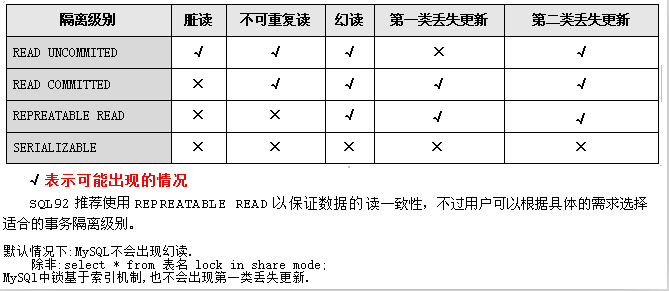 隔离级别 脏读 不可重复读 幻读 第一类丢失更新 第二类丢失更新
READ UNCOMMITED √ √ √ × √
READ COMMITTED × √ √ √ √
REPREATABLE READ × × √ √ √
SERIALIZABLE × × × × ×
√ 表示可能出现的情况
SQL92 推荐使用 REPREATABLE READ 以保证数据的读一致性，不过用户可以根据具体的需求选择
适合的事务隔离级别。
默认情况下:MySQL不会出现幻读.
除非:select * from 表名 lock in share mode;
MySQl中锁基于索引机制,也不会出现第一类丢失更新.